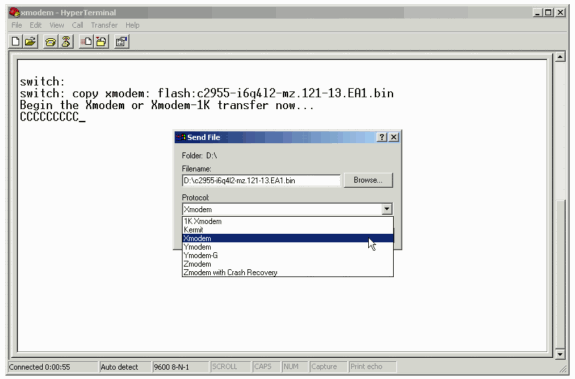 xmodem - HyperTerminal
File Edit View Call Transfer Help
switch:
switch: copy xmodem: flash:c2955-i6q4l2-mz.121-13.EA1.bin
Begin the Xmodem or Xmodem-1K transfer now...
CCCCCCCCC_
Send File
Folder: D:\
Filename:
D:\c2955-i6q4l2-mz.121-13.EA1.bin
Browse...
Protocol:
Xmodem
1K Xmodem
Kermit
Xmodem
Ymodem
Ymodem-G
Zmodem
Zmodem with Crash Recovery
Connected 0:00:55 Auto detect 9600 8-N-1 SCROLL CAPS NUM Capture Print echo